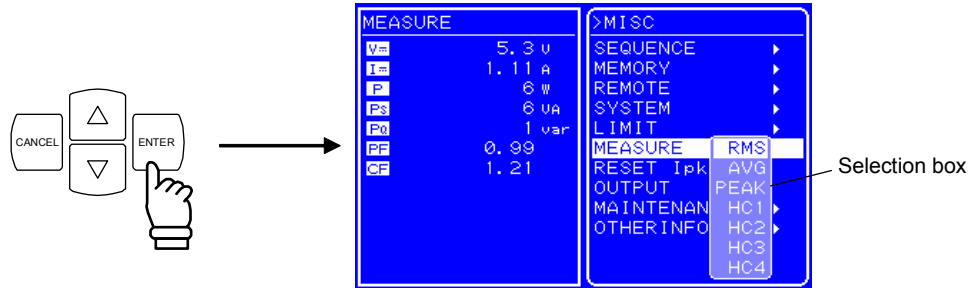 CANCEL
ENTER
MEASURE
V= 5.3 V
I= 1.11 A
P 6 W
PS 6 VA
PQ 1 var
PF 0.99
CF 1.21
>MISC
SEQUENCE
MEMORY
REMOTE
SYSTEM
LIMIT
MEASURE RMS
RESET Ipk AVG
OUTPUT PEAK
MAINTENAN HC1
OTHERINFO HC2
HC3
HC4
Selection box